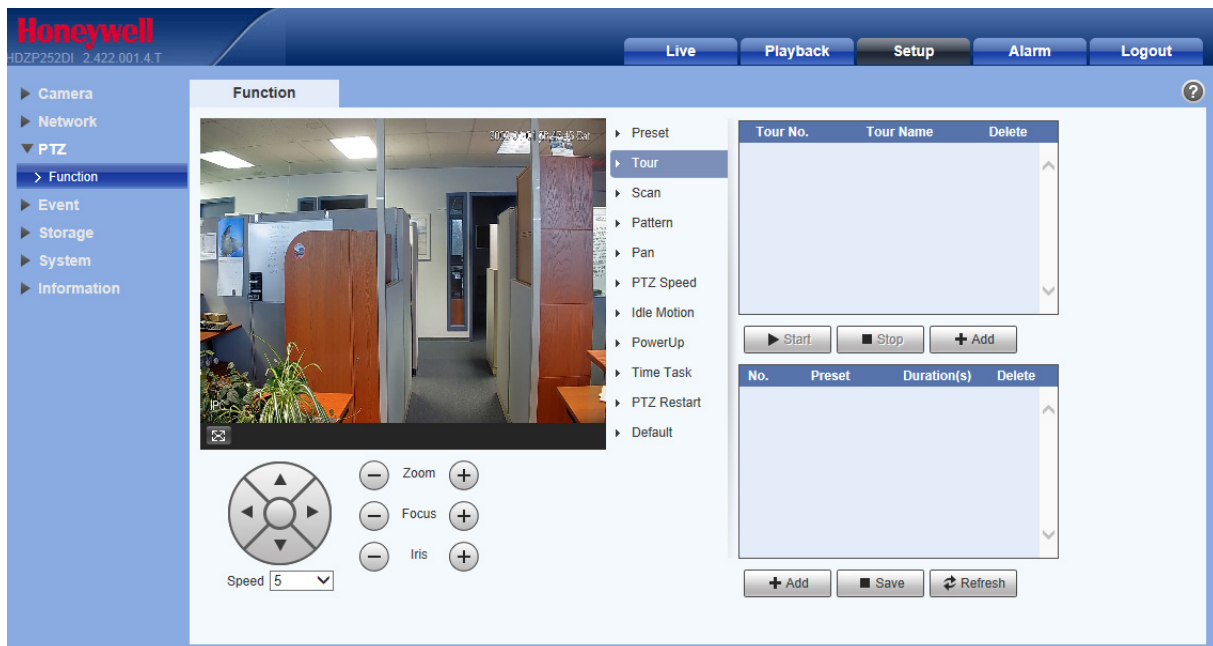 Honeywell
HDZP252DI 2.422.001.4.T
Live
Playback
Setup
Alarm
Logout
Camera
Network
PTZ
Function
Event
Storage
System
Information
Function
?
IPC
Zoom
Focus
Iris
Speed 5
Preset
Tour
Scan
Pattern
Pan
PTZ Speed
Idle Motion
PowerUp
Time Task
PTZ Restart
Default
Tour No. Tour Name Delete
Start Stop Add
No. Preset Duration(s) Delete
Add Save Refresh